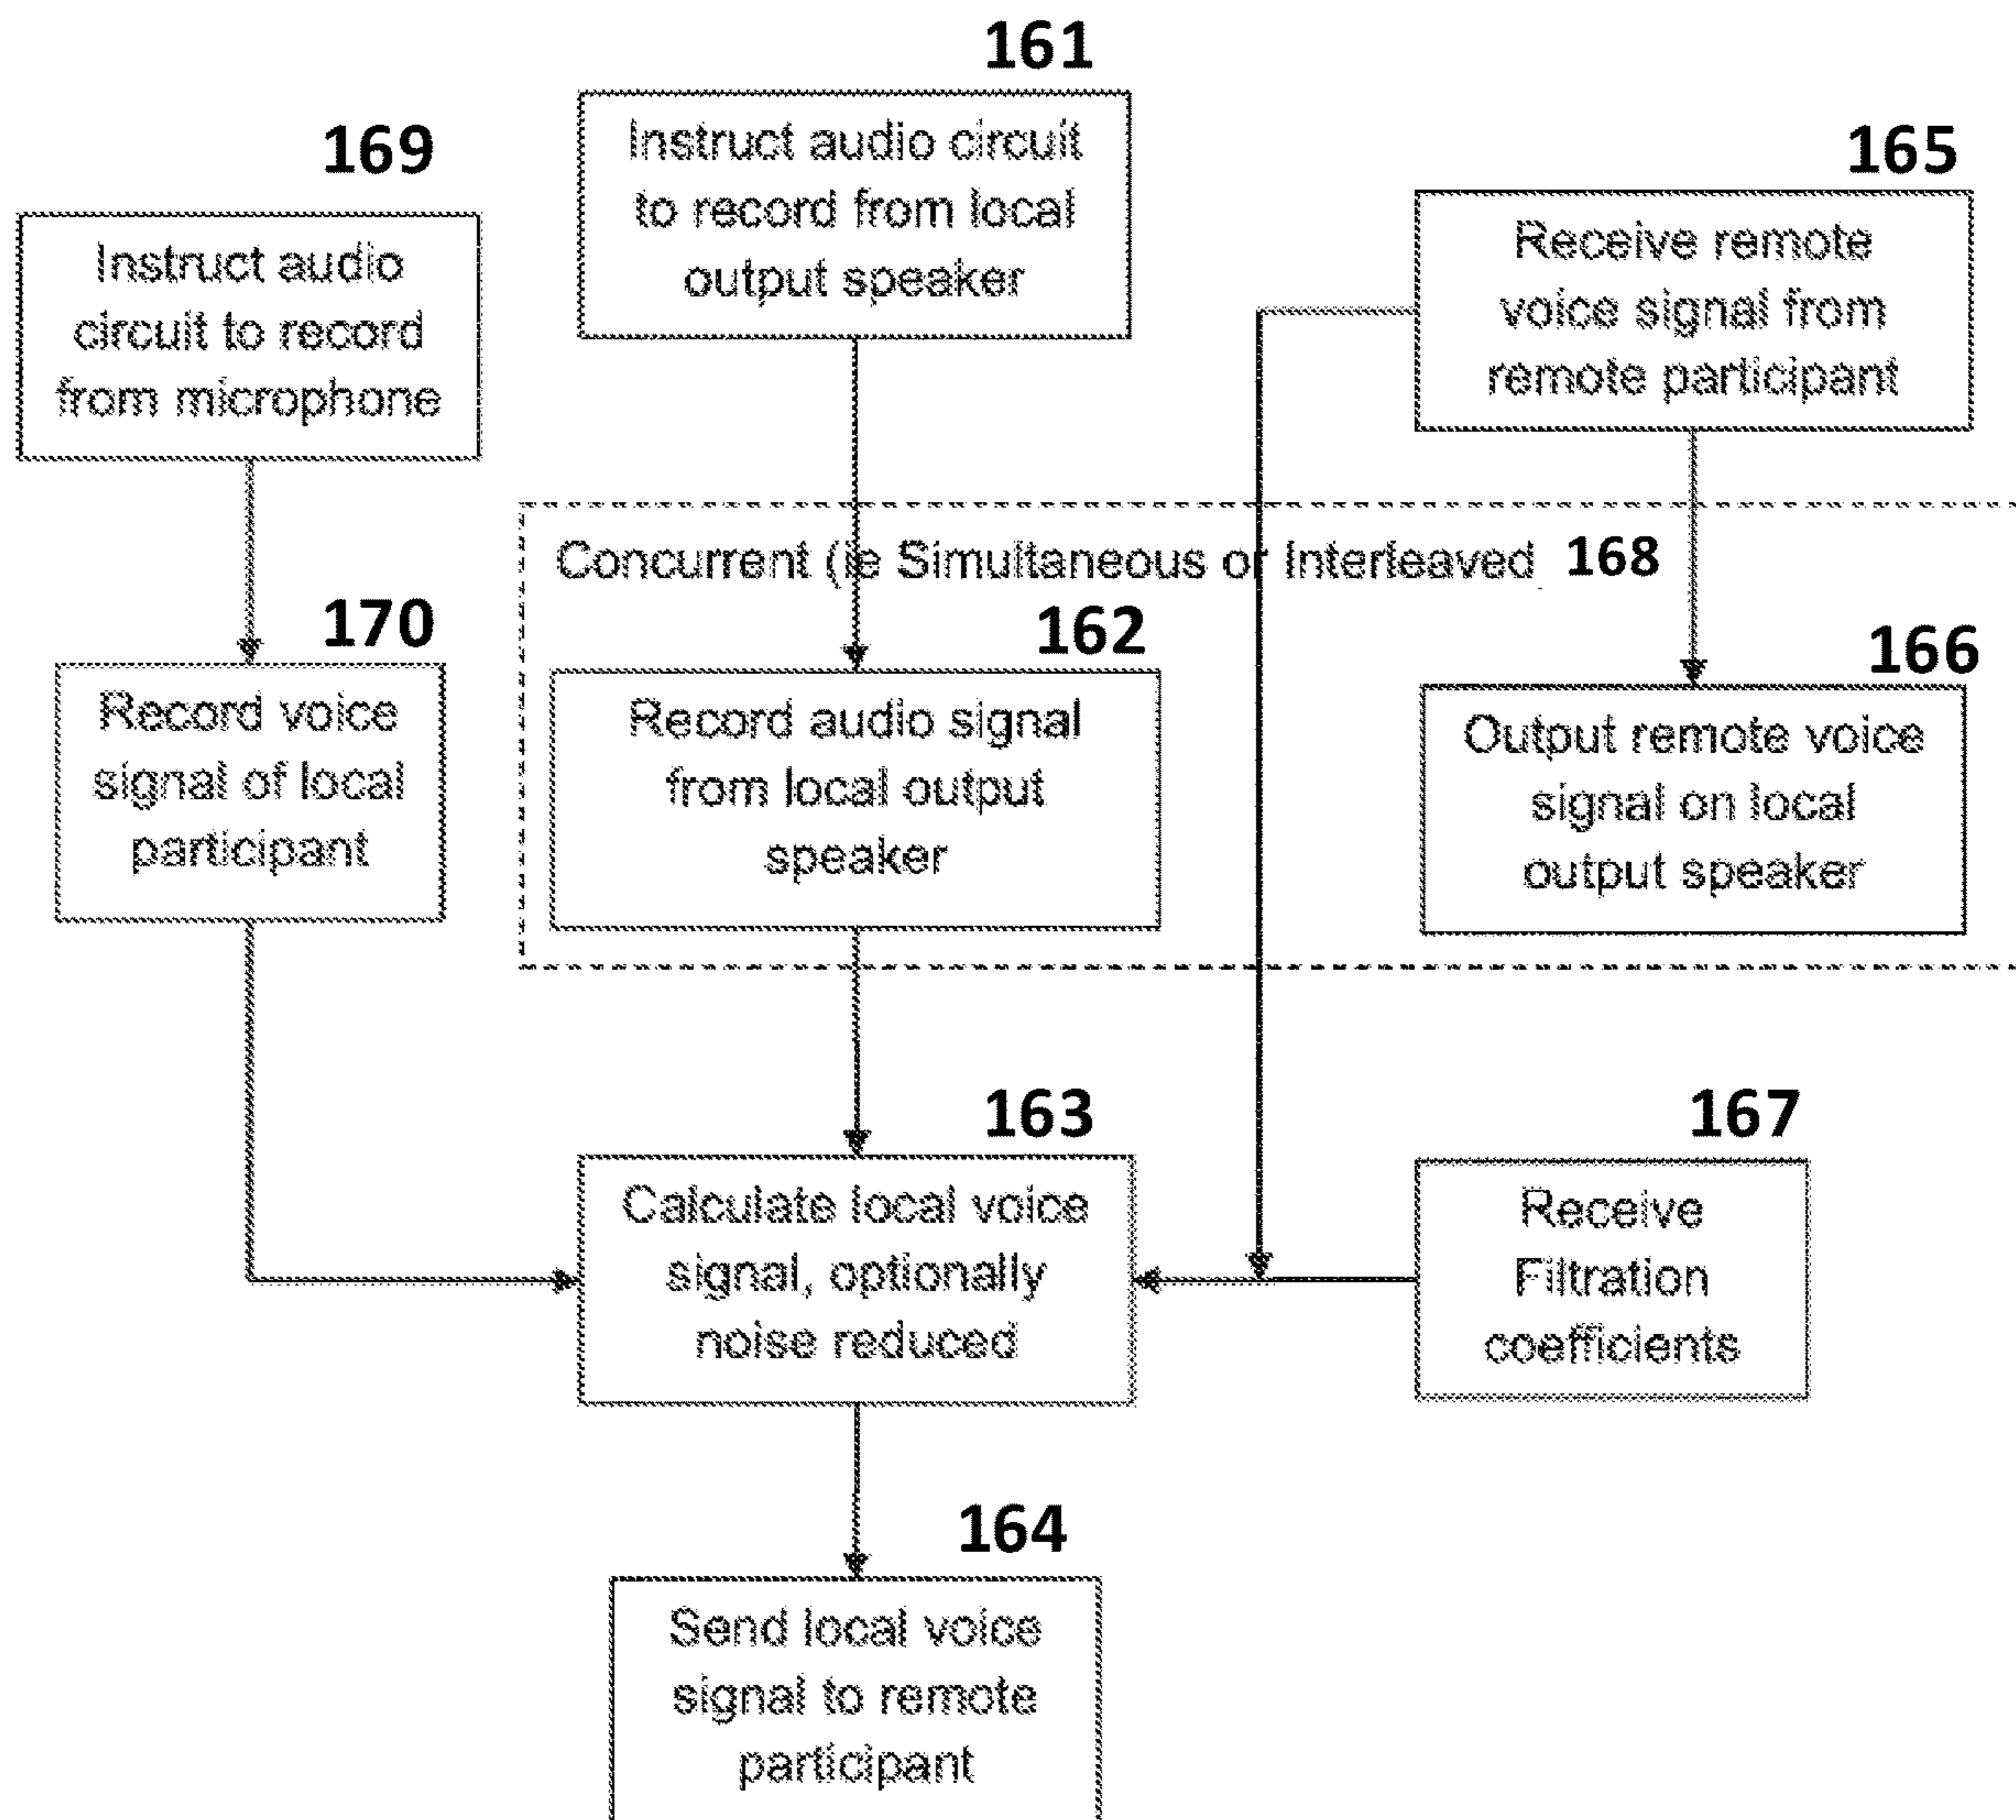 161
Instruct audio circuit
to record from local
output speaker
169
Instruct audio
circuit to record
from microphone
165
Receive remote
voice signal from
remote participant
Concurrent (ie Simultaneous or Interleaved 168
170
Record voice
signal of local
participant
162
Record audio signal
from local output
speaker
166
Output remote voice
signal on local
output speaker
163
Calculate local voice
signal, optionally
noise reduced
167
Receive
Filtration
coefficients
164
Send local voice
signal to remote
participant